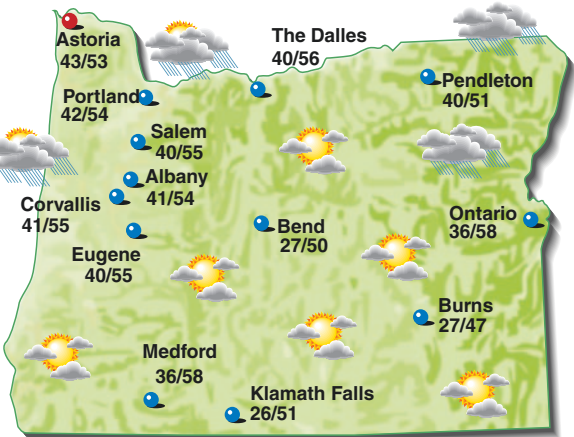 Astoria
43/53
The Dalles
40/56
Portland
42/54
Pendleton
40/51
Salem
40/55
Albany
41/54
Corvallis
41/55
Eugene
40/55
Bend
27/50
Ontario
36/58
Burns
27/47
Medford
36/58
Klamath Falls
26/51